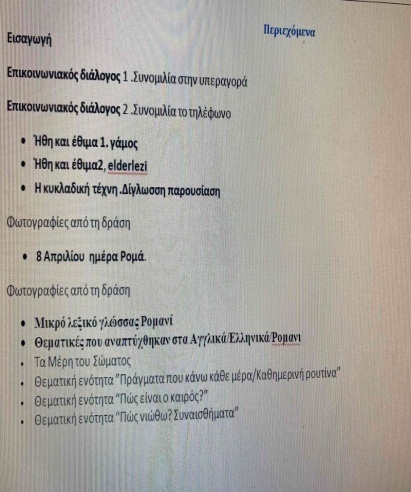 Περιεχόμενα
Εισαγωγή
Επικοινωνιακός διάλογος 1 .Συνομιλία στην υπεραγορά
Επικοινωνιακός διάλογος 2 .Συνομιλία το τηλέφωνο
• Ήθη και έθιμα 1. γάμος
• Ήθη και έθιμα2, elderlezi
• Η κυκλαδική τέχνη .Δίγλωσση παρουσίαση
Φωτογραφίες από τη δράση
• 8 Απριλίου ημέρα Ρομά.
Φωτογραφίες από τη δράση
• Μικρό λεξικό γλώσσας Ρομανί
• Θεματικές που αναπτύχθηκαν στα Αγγλικά/Ελληνικά/Ρομανι
• Τα Μέρη του Σώματος
• Θεματική ενότητα "Πράγματα που κάνω κάθε μέρα/Καθημερινή ρουτίνα"
• Θεματική ενότητα "Πώς είναι ο καιρός?"
• Θεματική ενότητα "Πώς νιώθω? Συναισθήματα"